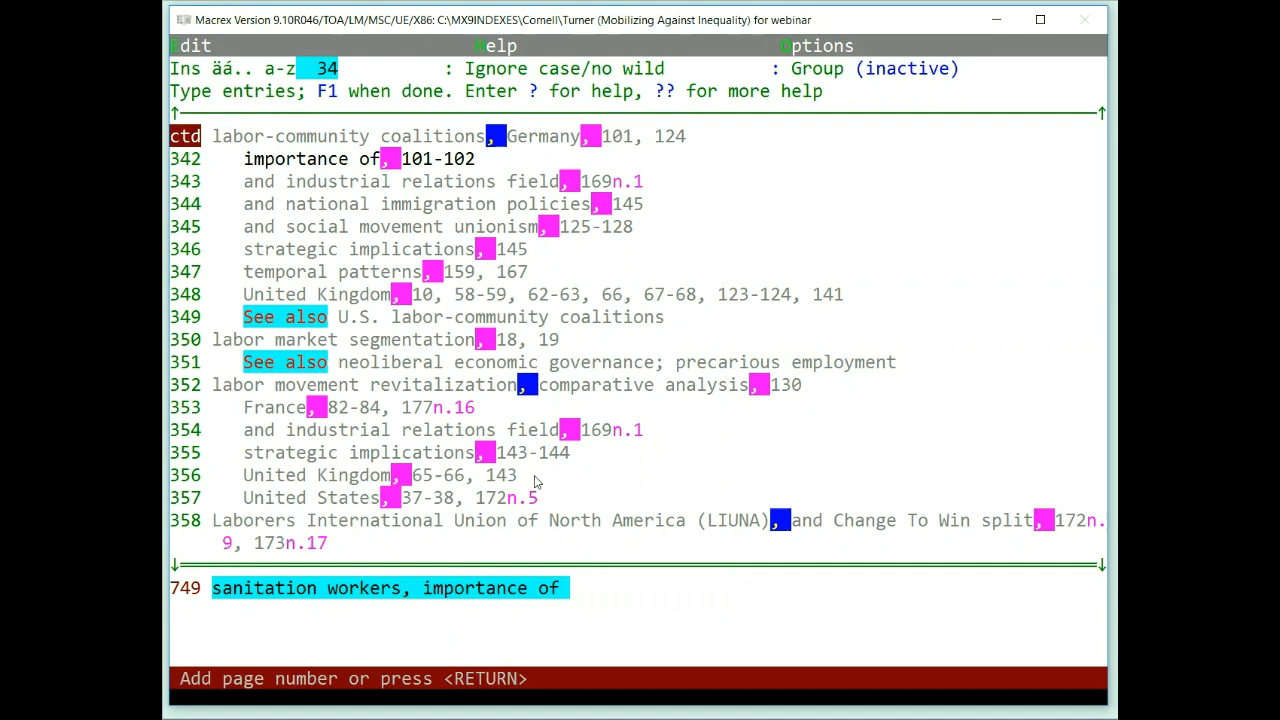 Macrex Version 9.10R046/TOA/LM/MSC/UE/X86: C:\MX9INDEXES\Cornell\Turner (Mobilizing Against Inequality) for webinar
Edit Help Options
Ins äá.. a-z 34 : Ignore case/no wild : Group (inactive)
Type entries; F1 when done. Enter ? for help, ?? for more help
ctd labor-community coalitions, Germany, 101, 124
342 importance of, 101-102
343 and industrial relations field, 169n.1
344 and national immigration policies, 145
345 and social movement unionism, 125-128
346 strategic implications, 145
347 temporal patterns, 159, 167
348 United Kingdom, 10, 58-59, 62-63, 66, 67-68, 123-124, 141
349 See also U.S. labor-community coalitions
350 labor market segmentation, 18, 19
351 See also neoliberal economic governance; precarious employment
352 labor movement revitalization, comparative analysis, 130
353 France, 82-84, 177n.16
354 and industrial relations field, 169n.1
355 strategic implications, 143-144
356 United Kingdom, 65-66, 143
357 United States, 37-38, 172n.5
358 Laborers International Union of North America (LIUNA), and Change To Win split, 172n.
9, 173n.17
749 sanitation workers, importance of
Add page number or press <RETURN>